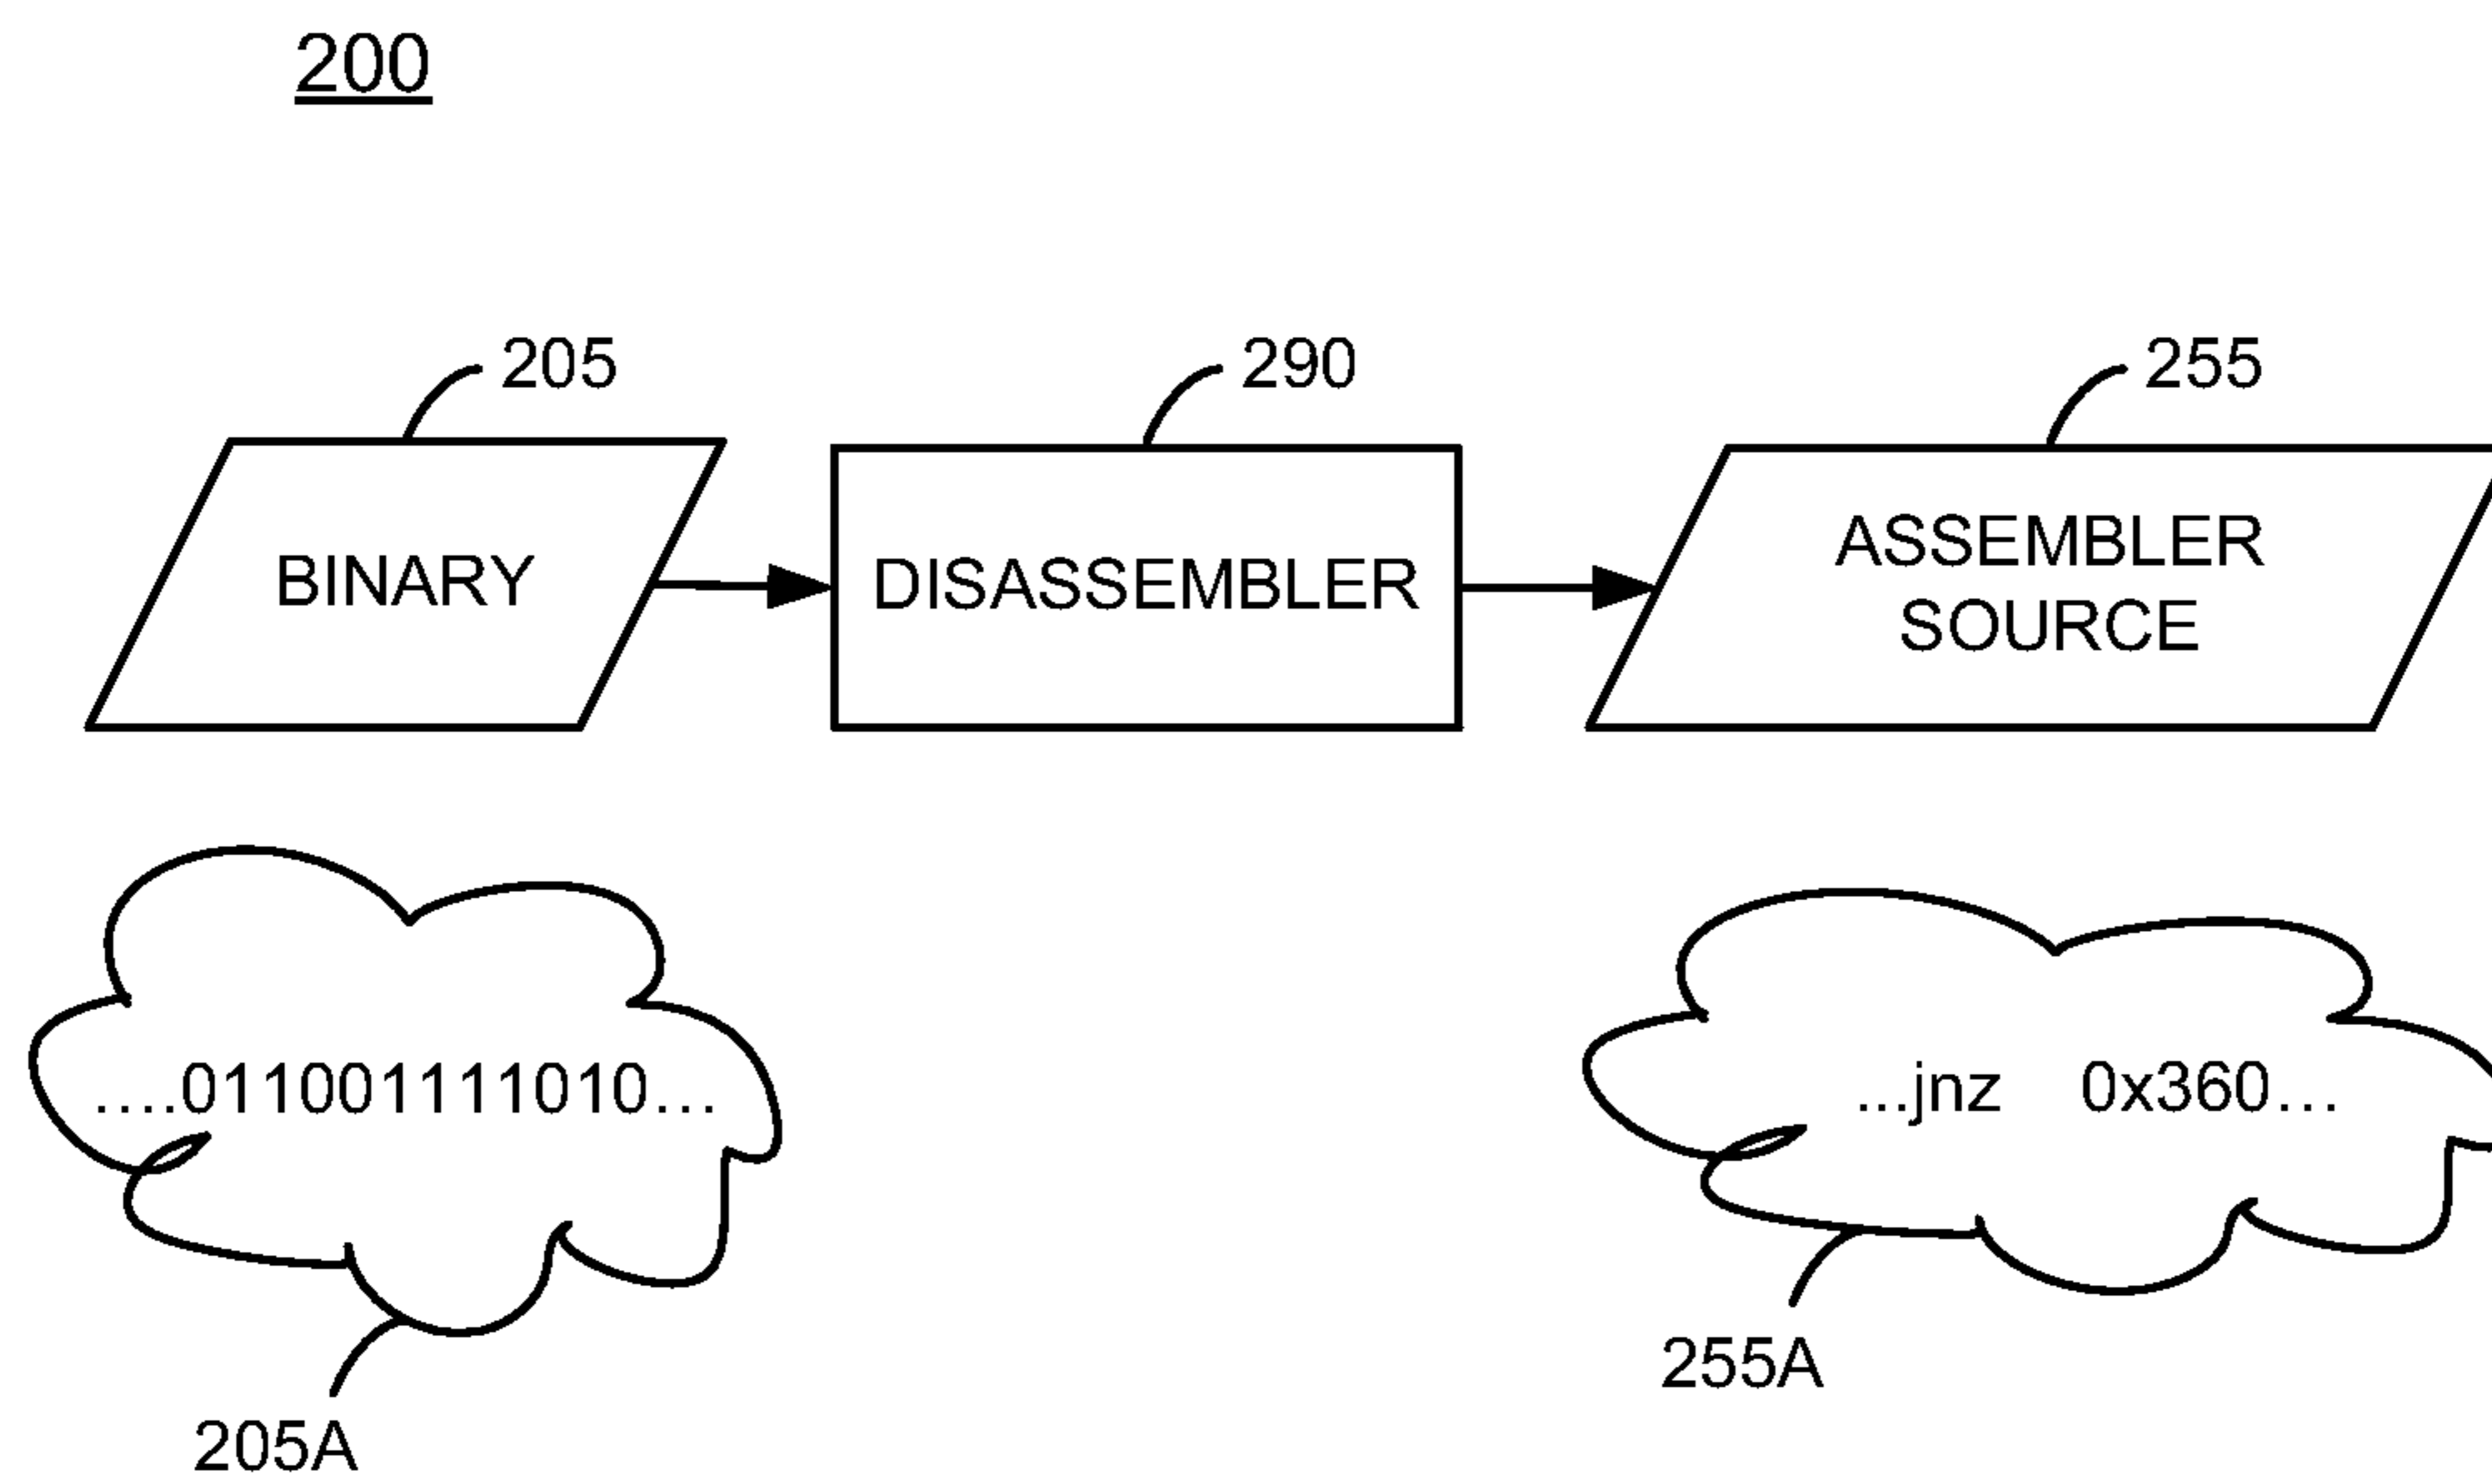 200
205
290
255
BINARY
DISASSEMBLER
ASSEMBLER
SOURCE
....011001111010...
...jnz 0x360...
255A
205A